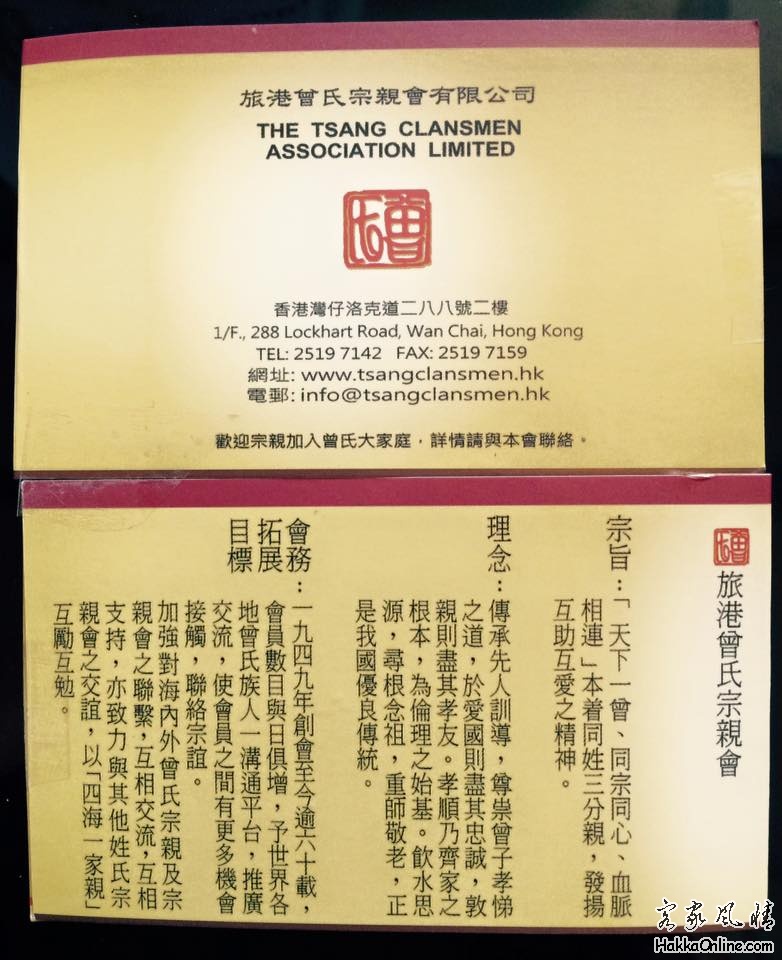 旅港曾氏宗親會有限公司
THE TSANG CLANSMEN
ASSOCIATION LIMITED
曾氏
香港灣仔洛克道二八八號二樓
1/F., 288 Lockhart Road, Wan Chai, Hong Kong
TEL: 2519 7142 FAX: 2519 7159
網址: www.tsangclansmen.hk
電郵: info@tsangclansmen.hk
歡迎宗親加入曾氏大家庭，詳情請與本會聯絡。
曾氏
旅港曾氏宗親會
宗旨：「天下一曾、同宗同心、血脈
相連」本着同姓三分親，發揚
互助互愛之精神。
理念：傳承先人訓導，尊祟曾子孝悌
之道，於愛國則盡其忠誠，敦
親則盡其孝友。孝順乃齊家之
根本，為倫理之始基。飲水思
源，尋根念祖，重師敬老，正
是我國優良傳統。
會務：一九四九年創會至今逾六十載，
拓展
目標
會員數目與日俱增，予世界各
地曾氏族人一溝通平台，推廣
交流，使會員之間有更多機會
接觸，聯絡宗誼。
加強對海內外曾氏宗親及宗
親會之聯繫，互相交流，互相
支持，亦致力與其他姓氏宗
親會之交誼，以「四海一家親」
互勵互勉。
客家風情
HakkaOnline.com